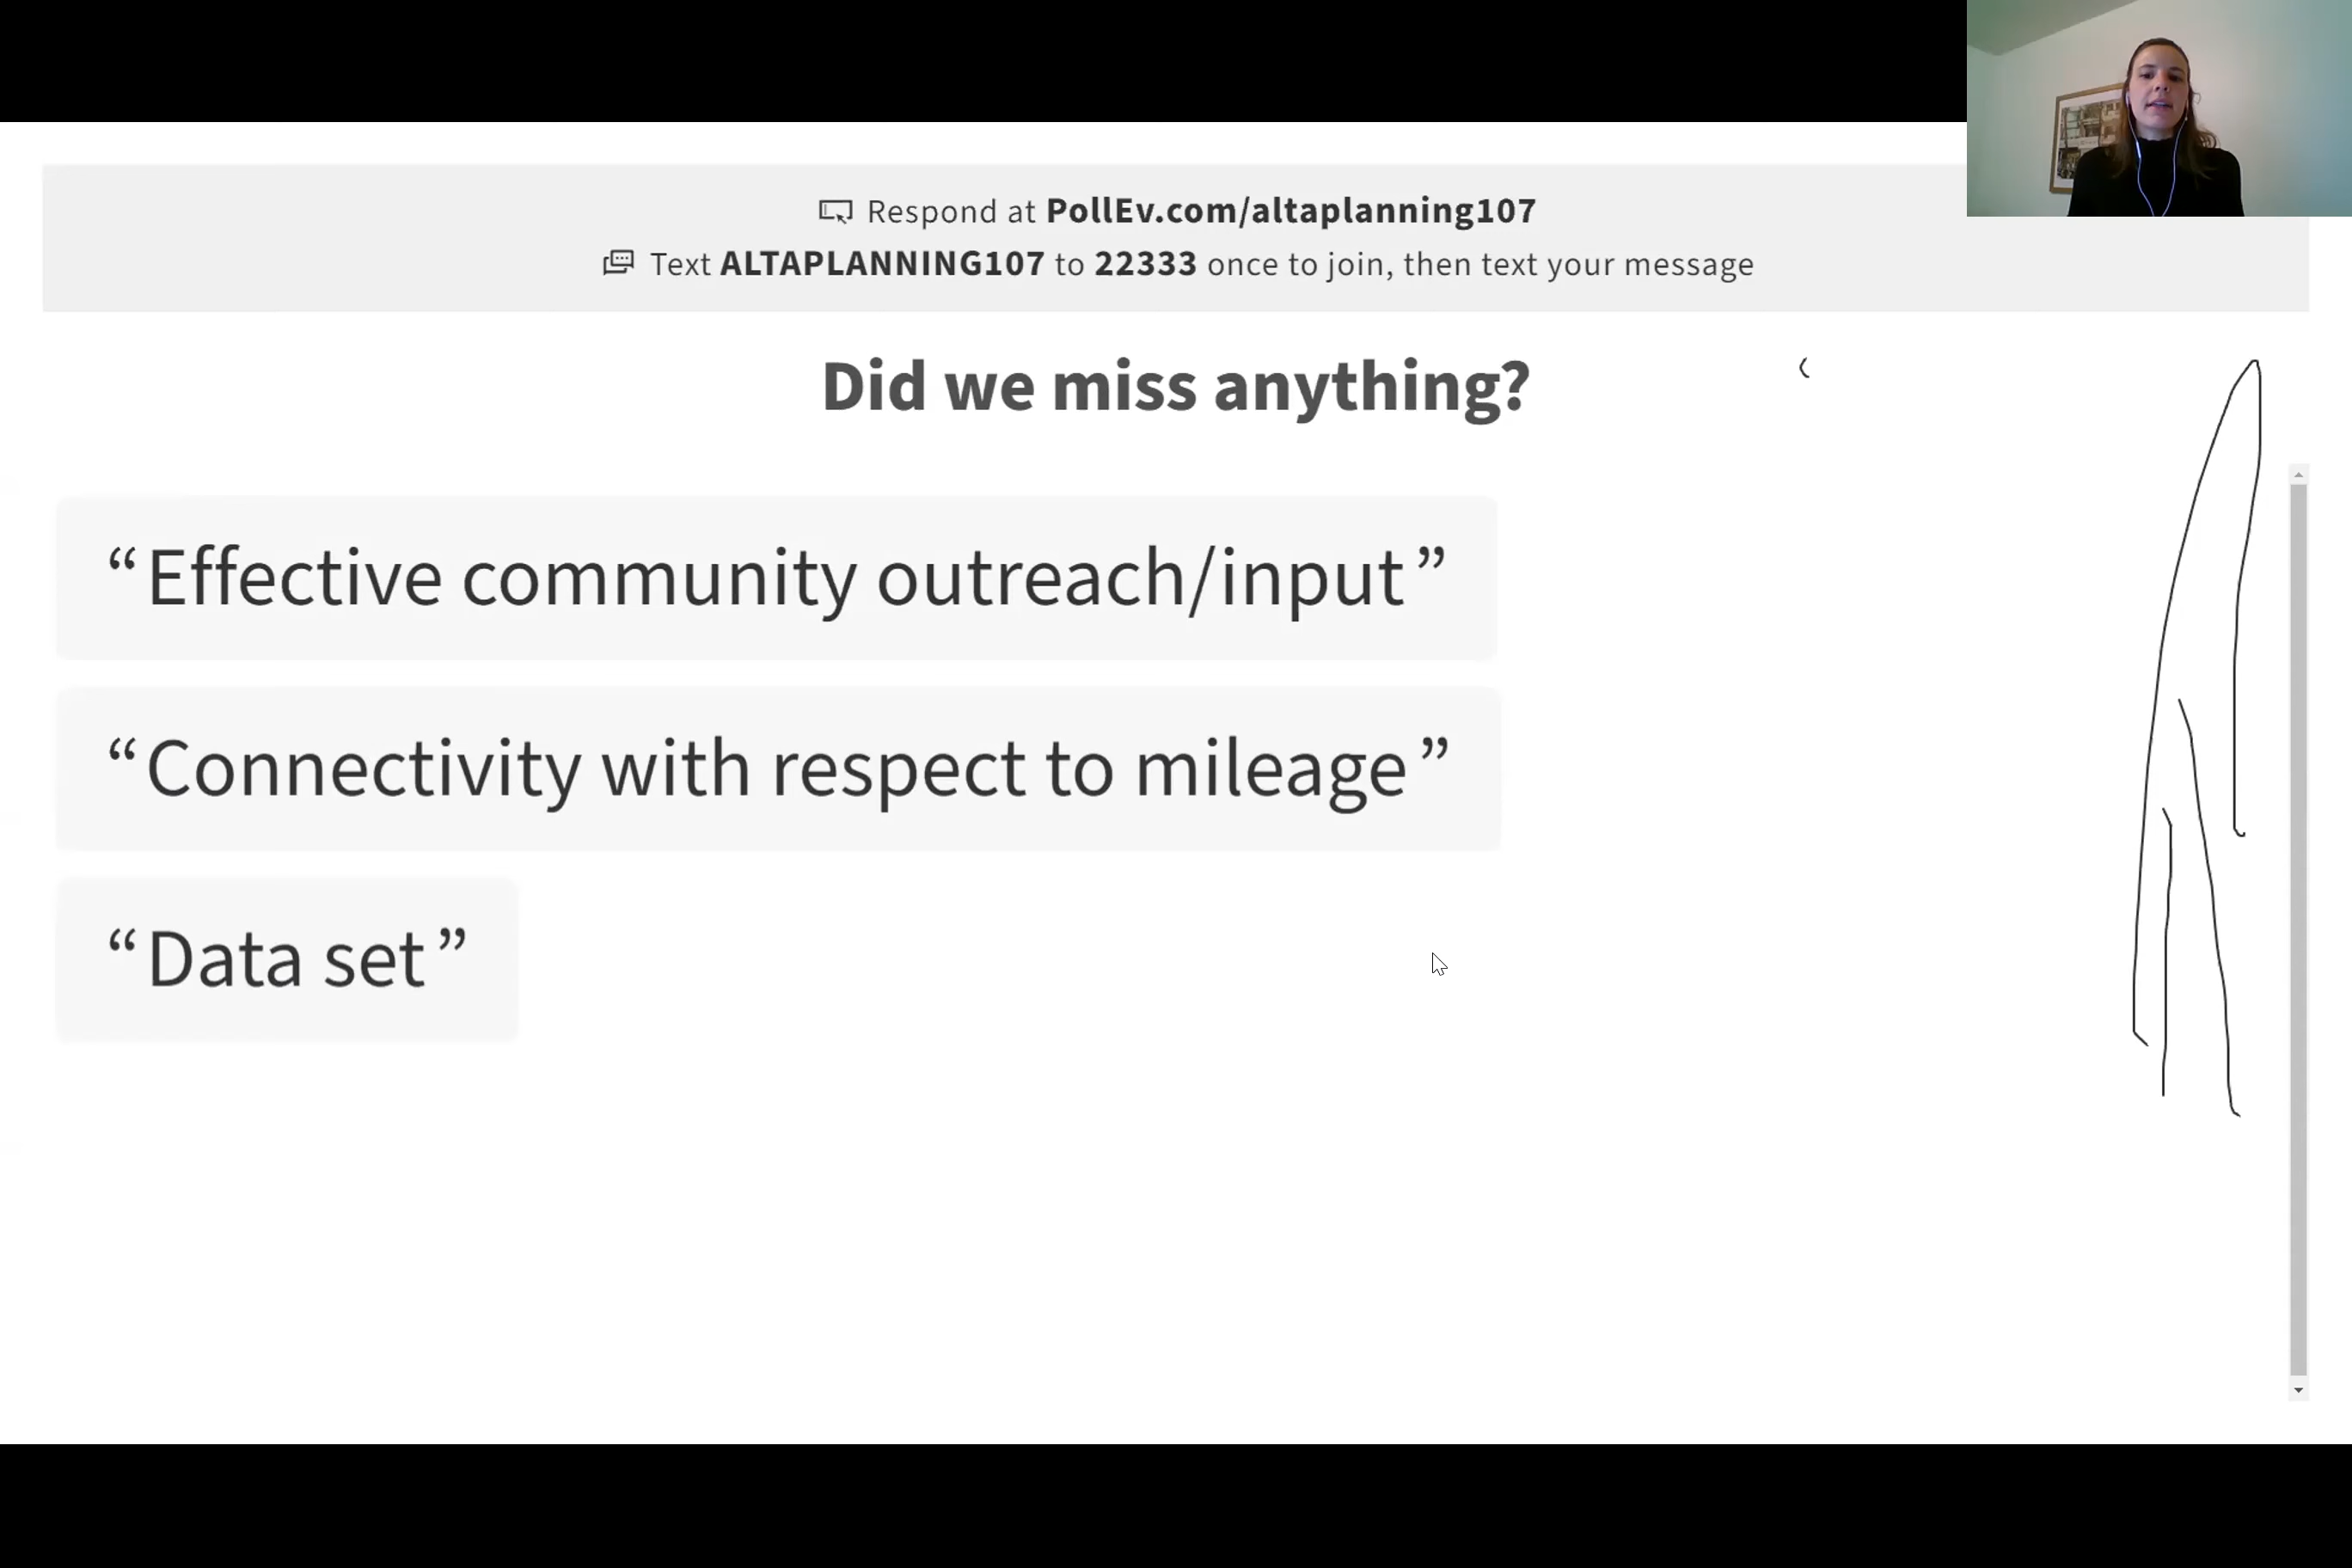 Respond at PollEv.com/altaplanning107
Text ALTAPLANNING107 to 22333 once to join, then text your message
Did we miss anything?
“Effective community outreach/input”
“Connectivity with respect to mileage”
“Data set”